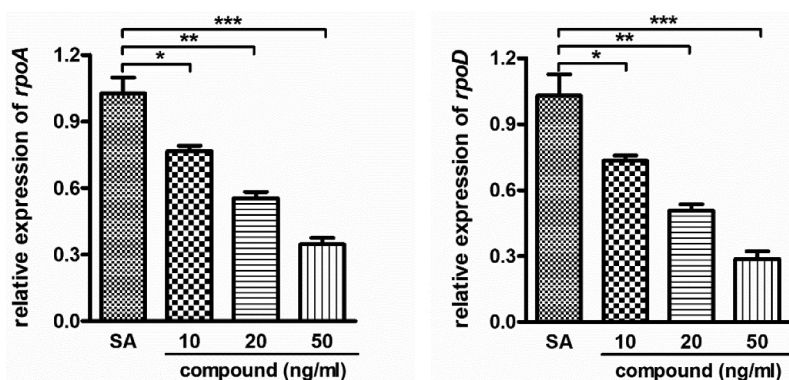 relative expression of rpoA
***
**
*
1.2
0.9
0.6
0.3
0.0
SA 10 20 50
compound (ng/ml)
relative expression of rpoD
***
**
*
1.2
0.9
0.6
0.3
0.0
SA 10 20 50
compound (ng/ml)